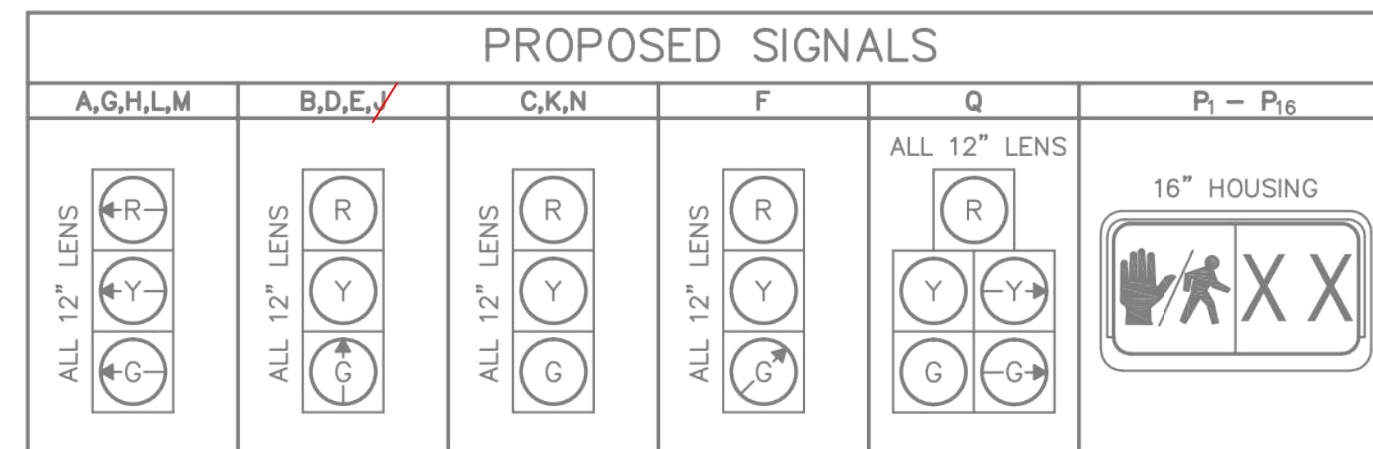 PROPOSED SIGNALS
A,G,H,L,M
B,D,E,J
C,K,N
F
Q
P1 – P16
ALL 12" LENS
R
Y
G
ALL 12" LENS
R
Y
G
ALL 12" LENS
R
Y
G
ALL 12" LENS
R
Y
G
ALL 12" LENS
R
Y Y
G G
16" HOUSING
X X